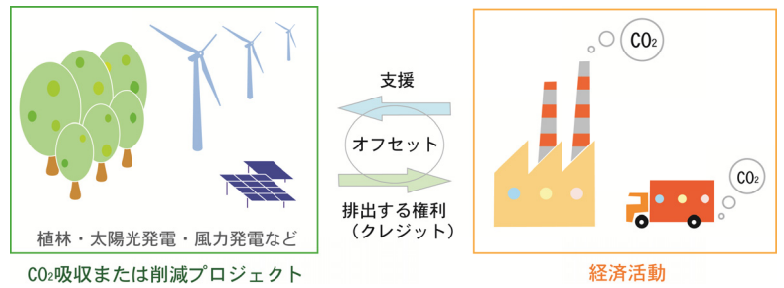 CO₂
支援
オフセット
CO₂
排出する権利
（クレジット）
植林・太陽光発電・風力発電など
CO₂吸収または削減プロジェクト
経済活動